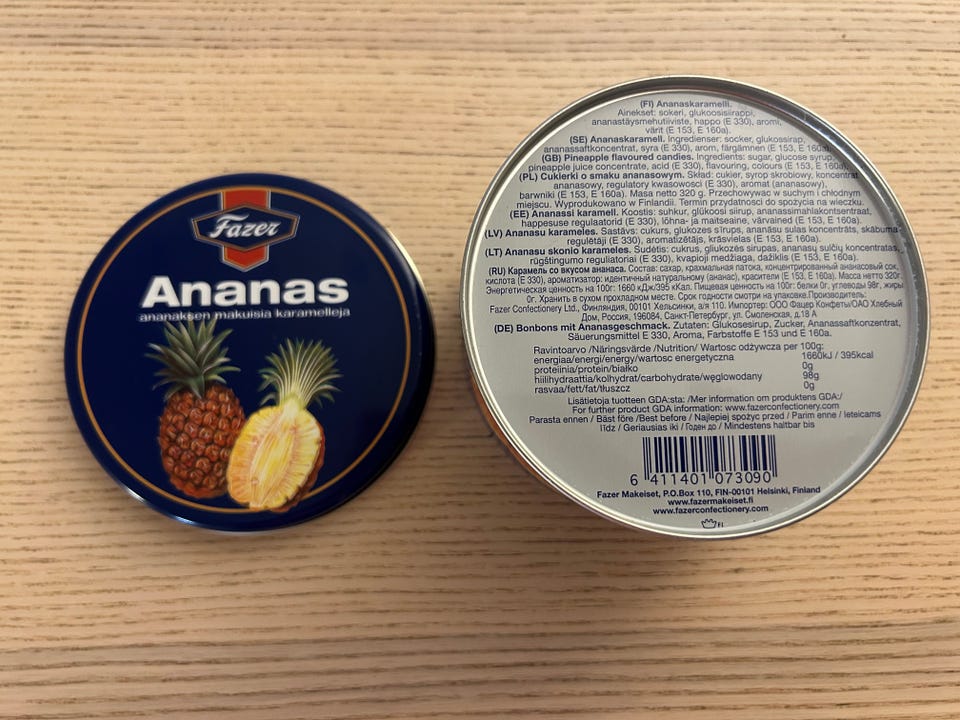 Fazer
Ananas
ananaksen makuisia karamelleja
(FI) Ananaskaramelli.
Ainekset: sokeri, glukoosisiirappi,
ananastäysmehutiiviste, happo (E 330), aromi,
värit (E 153, E 160a).
(SE) Ananaskaramell. Ingredienser: socker, glukossirap,
ananassaftkoncentrat, syra (E 330), arom, färgämnen (E 153, E 160a).
(GB) Pineapple flavoured candies. Ingredients: sugar, glucose syrup,
pineapple juice concentrate, acid (E 330), flavouring, colours (E 153, E 160a).
(PL) Cukierki o smaku ananasowym. Skład: cukier, syrop skrobiowy, koncentrat
ananasowy, regulatory kwasowosci (E 330), aromat (ananasowy),
barwniki (E 153, E 160a). Masa netto 320 g. Przechowywac w suchym i chłodnym
miejscu. Wyprodukowano w Finlandii. Termin przydatnosci do spożycia na wieczku.
(EE) Ananassi karamell. Koostis: suhkur, glükoosi siirup, ananassimahlakontsentraat,
happesuse regulaatorid (E 330), lõhna- ja maitseaine, värvained (E 153, E 160a).
(LV) Ananasu karameles. Sastāvs: cukurs, glukozes sīrups, ananāsu sulas koncentrāts, skābuma
regulētāji (E 330), aromatizētājs, krāsvielas (E 153, E 160a).
(LT) Ananasu skonio karameles. Sudėtis: cukrus, gliukozės sirupas, ananasų sulčių koncentratas,
rūgštingumo reguliatoriai (E 330), kvapioji medžiaga, dažiklis (E 153, E 160a).
(RU) Карамель со вкусом ананаса. Состав: сахар, крахмальная патока, концентрированный ананасовый сок,
кислота (E 330), ароматизатор: идентичный натуральному (ананас), красители (E 153, E 160a). Масса нетто 320г.
Энергетическая ценность на 100г: 1660 кДж/395 кКал. Пищевая ценность на 100г: белки 0г, углеводы 98г, жиры
0г. Хранить в сухом прохладном месте. Срок годности смотри на упаковке.Производитель:
Fazer Confectionery Ltd., Финляндия, 00101 Хельсинки, а/я 110. Импортер: ООО Фацер Конфеты/ОАО Хлебный
Дом, Россия, 196084, Санкт-Петербург, ул. Смоленская, д.18 А
(DE) Bonbons mit Ananasgeschmack. Zutaten: Glukosesirup, Zucker, Ananassaftkonzentrat,
Säuerungsmittel E 330, Aroma, Farbstoffe E 153 und E 160a.
Ravintoarvo /Näringsvärde /Nutrition/ Wartosc odżywcza per 100g:
energiaa/energi/energy/wartosc energetyczna 1660kJ / 395kcal
proteiinia/protein/białko 0g
hiilihydraattia/kolhydrat/carbohydrate/węglowodany 98g
rasvaa/fett/fat/tłuszcz 0g
Lisätietoja tuotteen GDA:sta: /Mer information om produktens GDA:/
For further product GDA information: www.fazerconfectionery.com
Parasta ennen / Bäst före /Best before / Najlepiej spożyc przed / Parim enne / Ieteicams
līdz / Geriausias iki / Годен до / Mindestens haltbar bis
6 411401 073090
Fazer Makeiset, P.O.Box 110, FIN-00101 Helsinki, Finland
www.fazermakeiset.fi
www.fazerconfectionery.com
FI